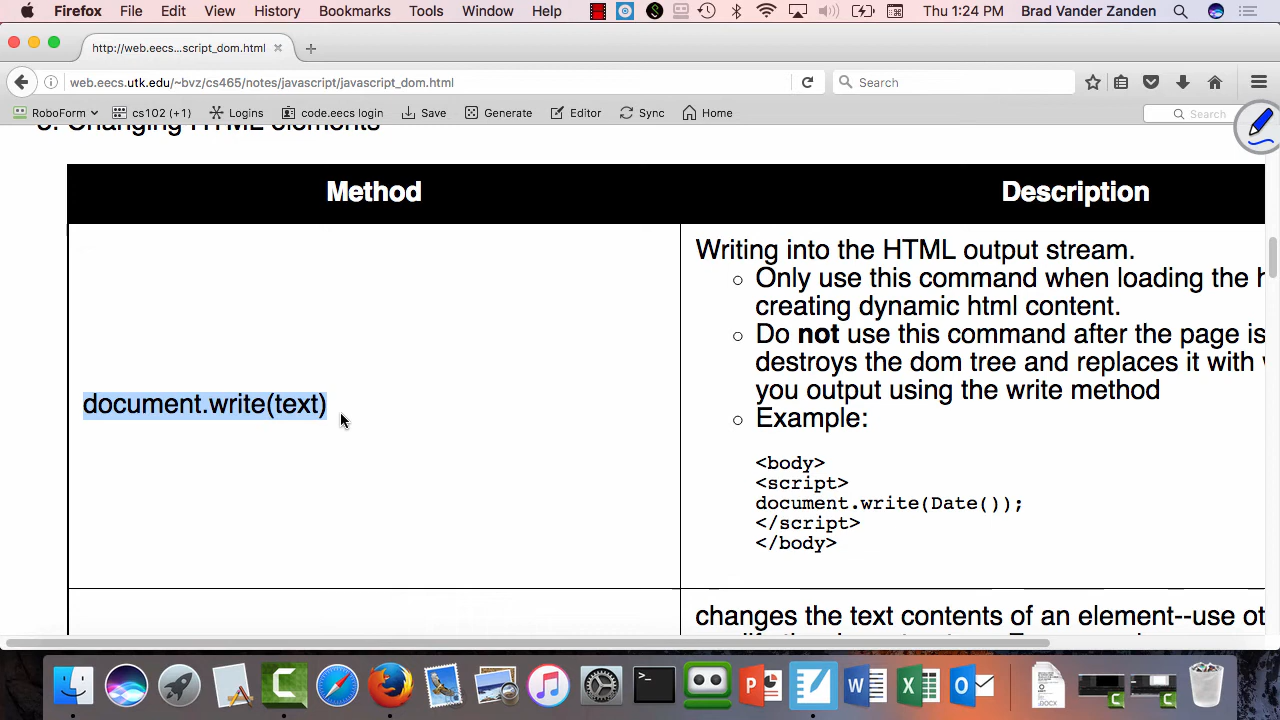 Firefox File Edit View History Bookmarks Tools Window Help Thu 1:24 PM Brad Vander Zanden
http://web.eecs...script_dom.html
web.eecs.utk.edu/~bvz/cs465/notes/javascript/javascript_dom.html Search
RoboForm cs102 (+1) Logins code.eecs login Save Generate Editor Sync Home Search
Changing HTML elements
Method Description
Writing into the HTML output stream.
Only use this command when loading the h
creating dynamic html content.
Do not use this command after the page is
destroys the dom tree and replaces it with
you output using the write method
document.write(text)
Example:
<body>
<script>
document.write(Date());
</script>
</body>
changes the text contents of an element--use ot